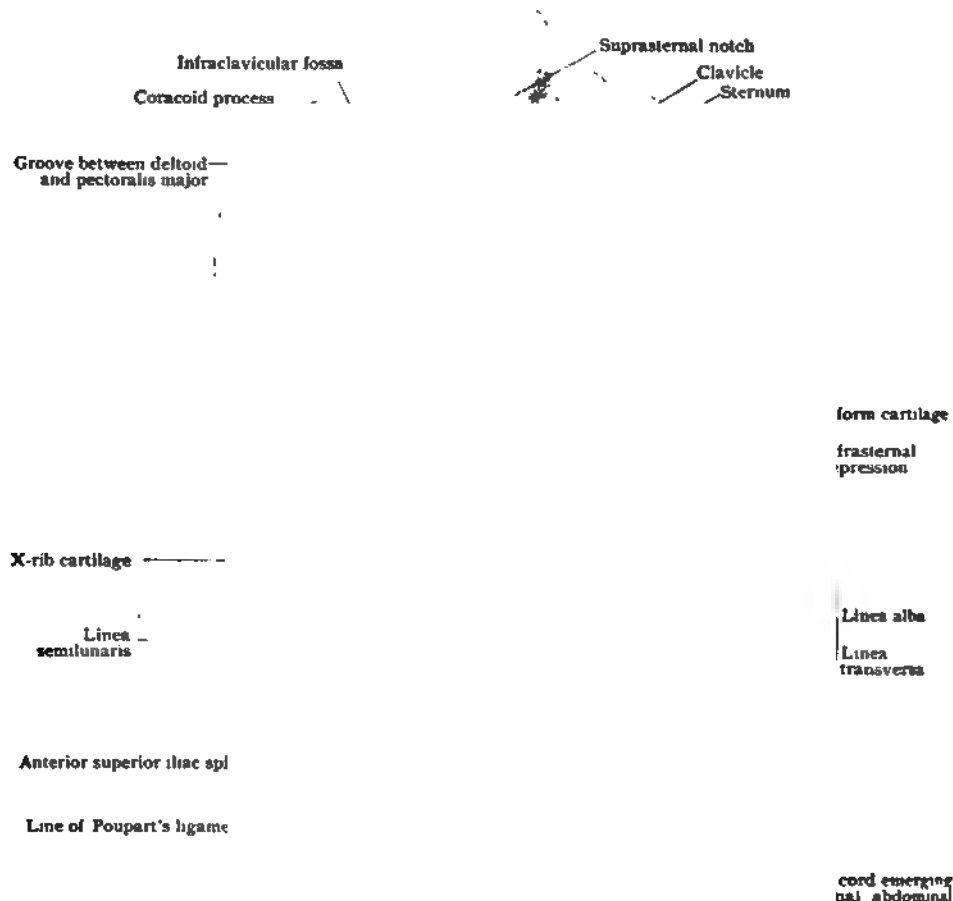 Suprasternal notch
Infraclavicular fossa
Clavicle
Coracoid process
Sternum
Groove between deltoid
and pectoralis major
form cartilage
frasternal
pression
X-rib cartilage
Linea alba
Linea
semilunaris
Linea
transversa
Anterior superior iliac spi
Line of Poupart's ligame
cord emerging
nal abdominal